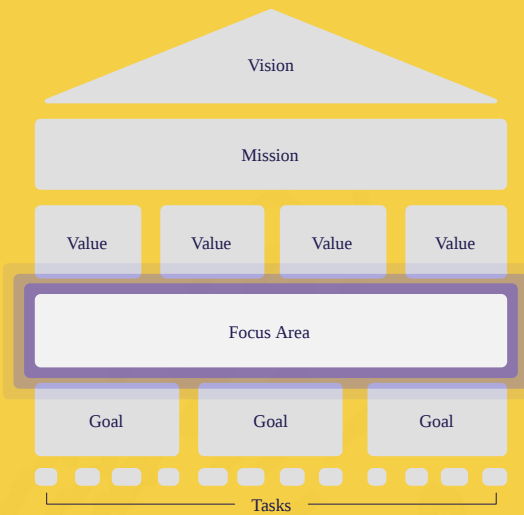 Vision
Mission
Value Value Value Value
Focus Area
Goal Goal Goal
Tasks